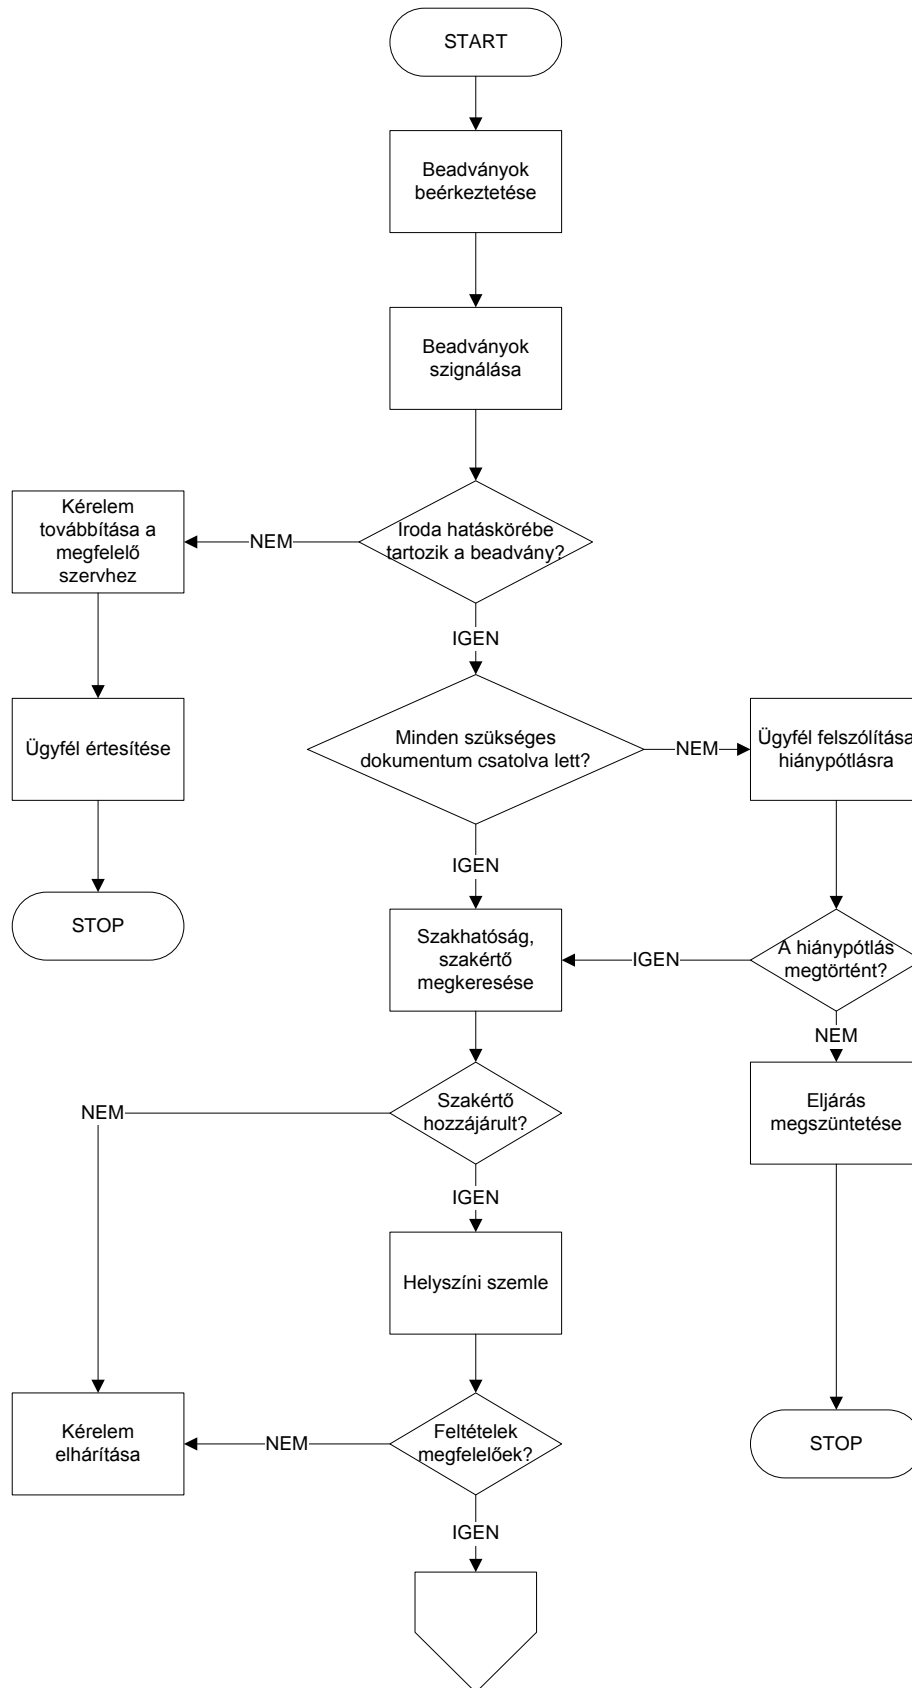 START
Beadványok
beérkeztetése
Beadványok
szignálása
Iroda hatáskörébe
tartozik a beadvány?
NEM
Kérelem
továbbítása a
megfelelő
szervhez
IGEN
Ügyfél értesítése
Minden szükséges
dokumentum csatolva lett?
NEM
Ügyfél felszólítása
hiánypótlásra
IGEN
STOP
Szakhatóság,
szakértő
megkeresése
IGEN
A hiánypótlás
megtörtént?
NEM
NEM
Szakértő
hozzájárult?
Eljárás
megszüntetése
IGEN
Helyszíni szemle
Kérelem
elhárítása
NEM
Feltételek
megfelelőek?
STOP
IGEN